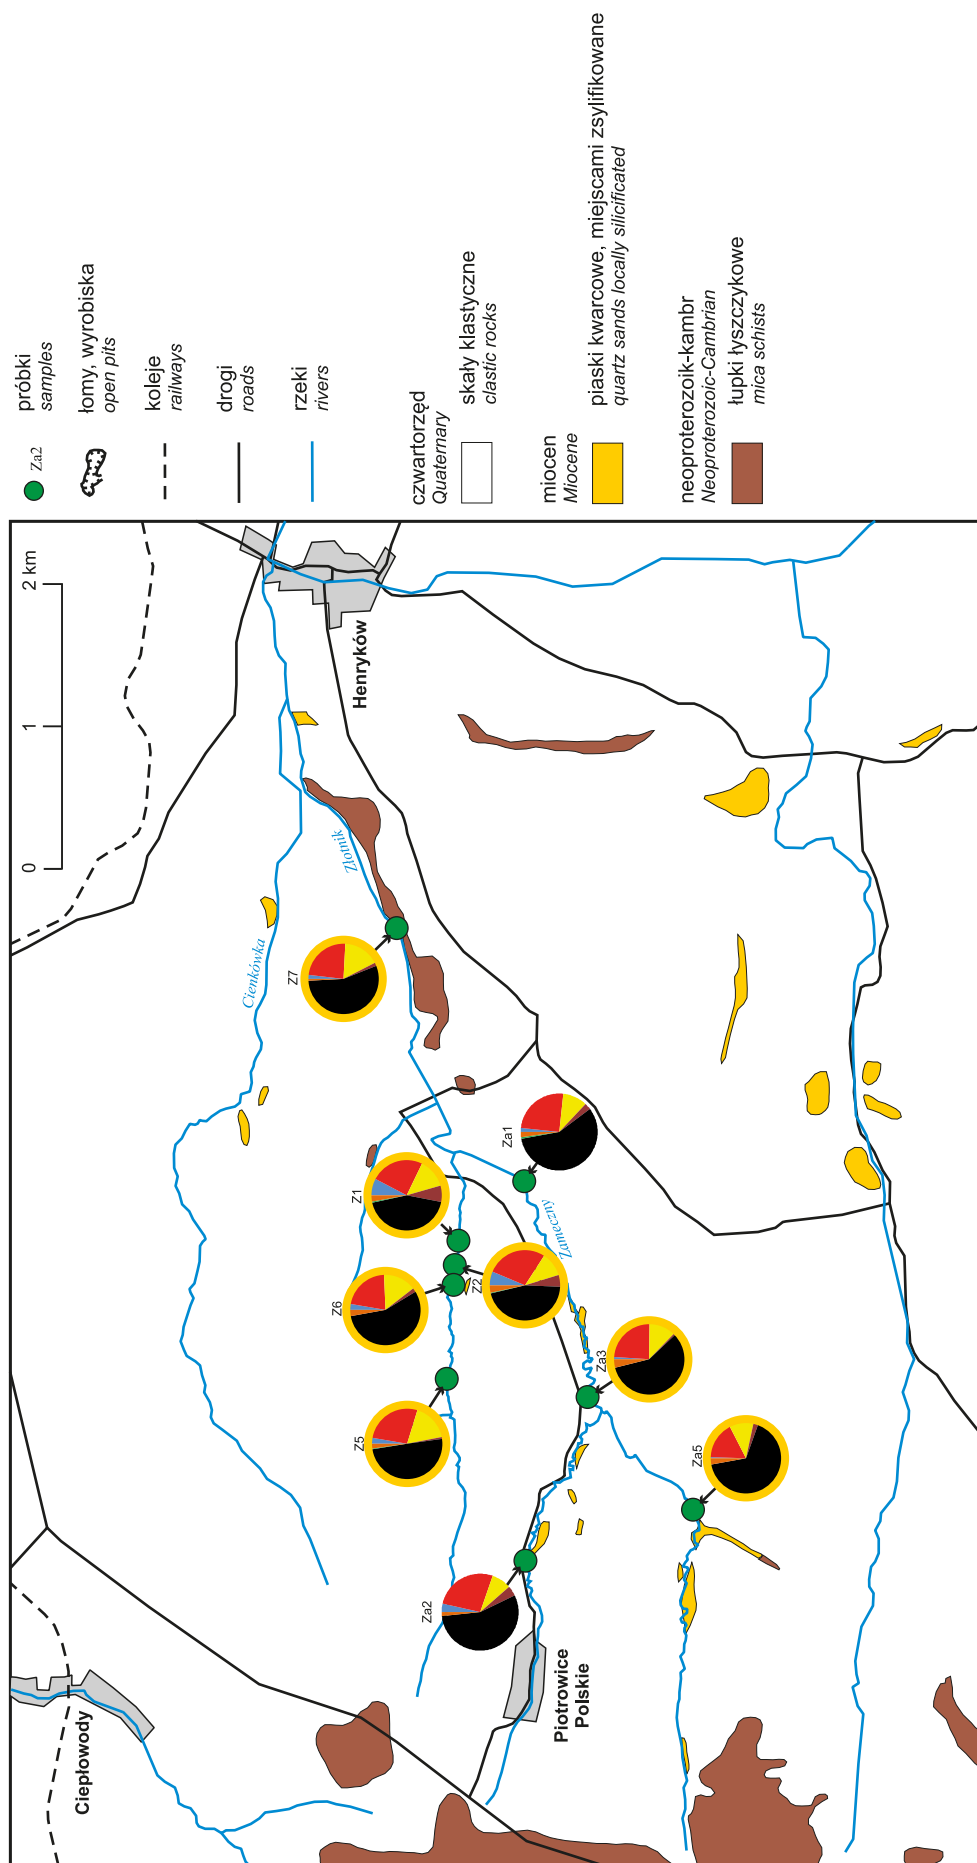 próbki
samples
Za2
łomy, wyrobiska
open pits
koleje
railways
drogi
roads
rzeki
rivers
czwartorzęd
Quaternary
skały klastyczne
clastic rocks
miocen
Miocene
piaski kwarcowe, miejscami zsylifikowane
quartz sands locally silicificated
neoproterozoik-kambr
Neoproterozoic-Cambrian
łupki łyszczykowe
mica schists
0
1
2 km
Ciepłowody
Cienkówka
Henryków
Złotnik
Z7
Z1
Z6
Z5
Z2
Za2
Za1
Zameczny
Piotrowice
Polskie
Za3
Za5